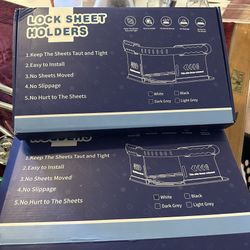 LOCK SHEET
HOLDERS
1.Keep The Sheets Taut and Tight
2.Easy to Install
3.No Sheets Moved
4.No Slippage
5.No Hurt to The Sheets
White
Black
Dark Grey
Light Grey
HOLDERS
1.Keep The Sheets Taut and Tight
2.Easy to Install
3.No Sheets Moved
4.No Slippage
5.No Hurt to The Sheets
White
Black
Dark Grey
Light Grey